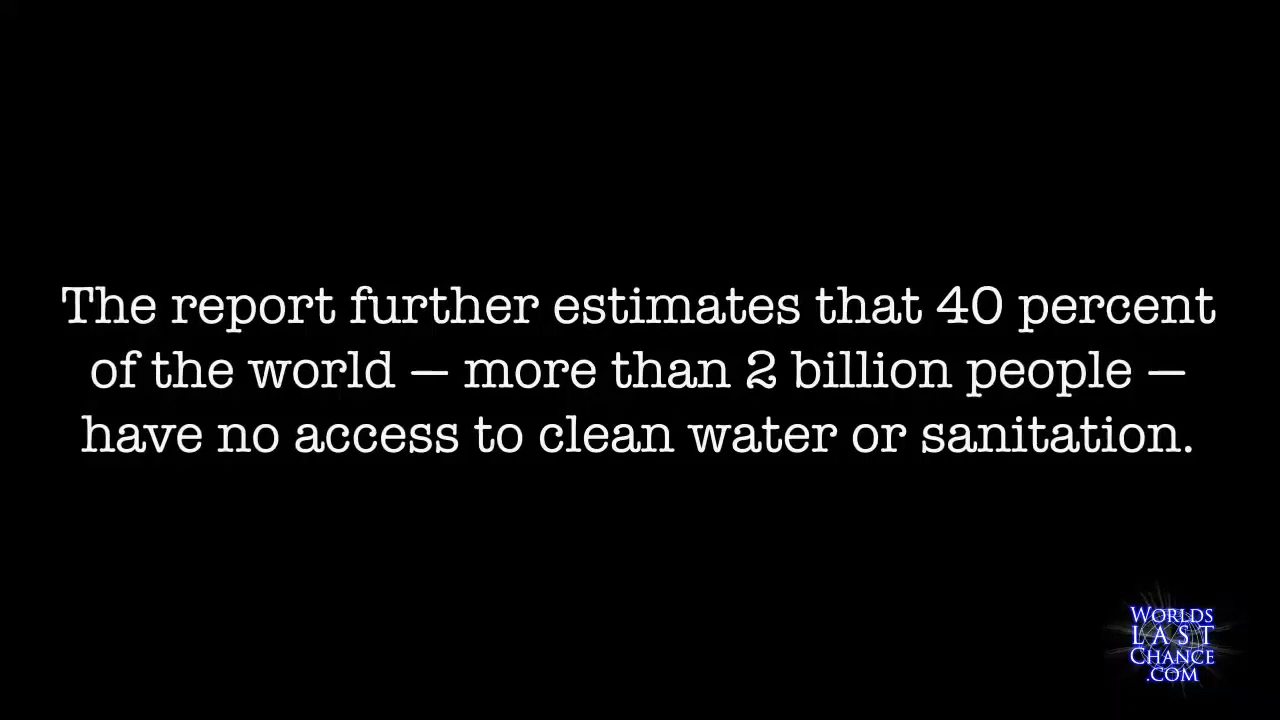 The report further estimates that 40 percent
of the world – more than 2 billion people –
have no access to clean water or sanitation.
WORLDS
LAST
CHANCE
.COM